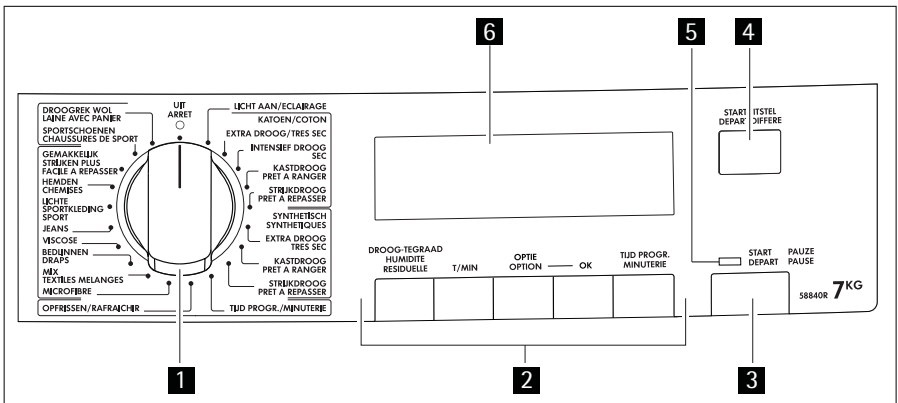 6
5
4
DROOGREK WOL
LAINE AVEC PANIER
SPORTSCHOENEN
CHAUSSURES DE SPORT
GEMAKKELIJK
STRIJKEN PLUS
FACILE A REPASSER
HEMDEN
CHEMISES
LICHTE
SPORTKLEDING
SPORT
JEANS
VISCOSE
BEDLINNEN
DRAPS
MIX
TEXTILES MELANGES
MICROFIBRE
OPFRISSEN/RAFRAICHIR
UIT
ARRET
LICHT AAN/ECLAIRAGE
KATOEN/COTON
EXTRA DROOG/TRES SEC
INTENSIEF DROOG
SEC
KASTDROOG
PRET A RANGER
STRIJKDROOG
PRET A REPASSER
SYNTHETISCH
SYNTHETIQUES
EXTRA DROOG
TRES SEC
KASTDROOG
PRET A RANGER
STRIJKDROOG
PRET A REPASSER
TIJD PROGR./MINUTERIE
DROOG-TEGRAAD
HUMIDITE
RESIDUELLE
T/MIN
OPTIE
OPTION
OK
TIJD PROGR.
MINUTERIE
START UITSTEL
DEPART DIFFERE
START PAUZE
DEPART PAUSE
58840R 7KG
1
2
3